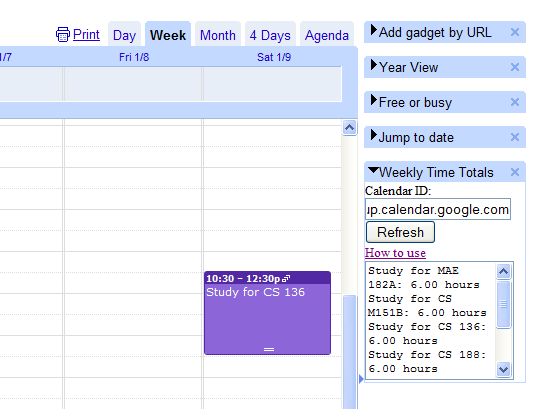 Print Day Week Month 4 Days Agenda
1/7 Fri 1/8 Sat 1/9
10:30 – 12:30p
Study for CS 136
Add gadget by URL
Year View
Free or busy
Jump to date
Weekly Time Totals
Calendar ID:
up.calendar.google.com
Refresh
How to use
Study for MAE
182A: 6.00 hours
Study for CS
M151B: 6.00 hours
Study for CS 136:
6.00 hours
Study for CS 188:
6.00 hours